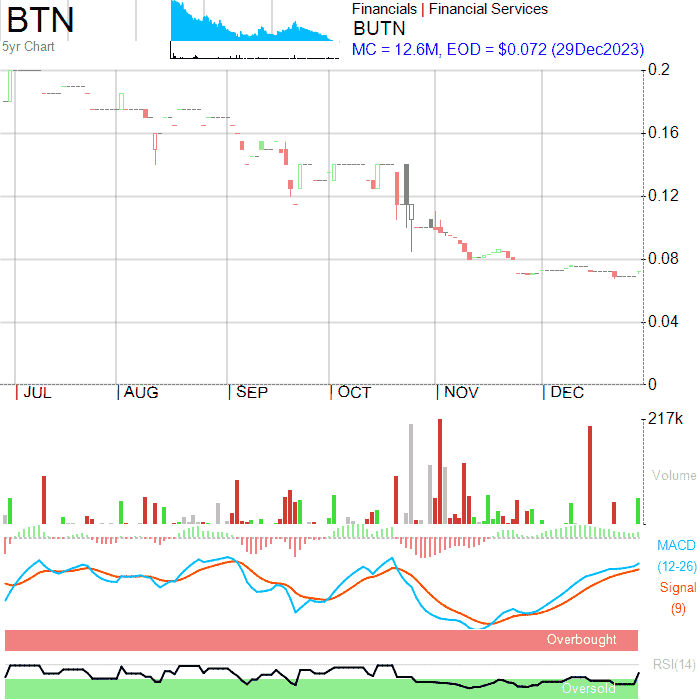 BTN
5yr Chart
Financials | Financial Services
BUTN
MC = 12.6M, EOD = $0.072 (29Dec2023)
0.2
0.16
0.12
0.08
0.04
0
JUL AUG SEP OCT NOV DEC
217k
Volume
MACD
(12-26)
Signal
(9)
Overbought
RSI(14)
Oversold